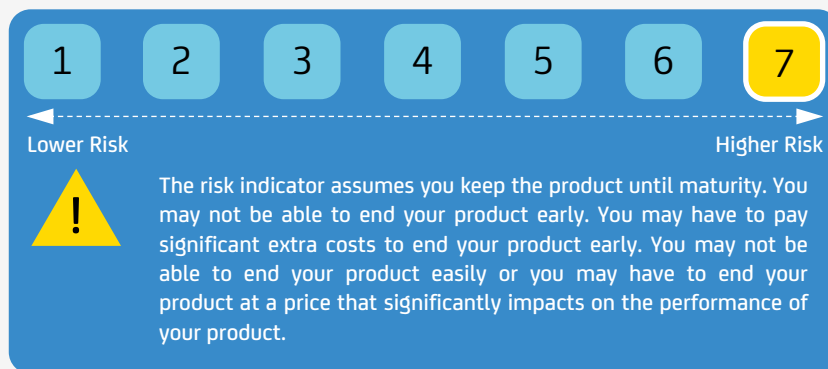 1 2 3 4 5 6 7
Lower Risk Higher Risk
!
The risk indicator assumes you keep the product until maturity. You
may not be able to end your product early. You may have to pay
significant extra costs to end your product early. You may not be
able to end your product easily or you may have to end your
product at a price that significantly impacts on the performance of
your product.